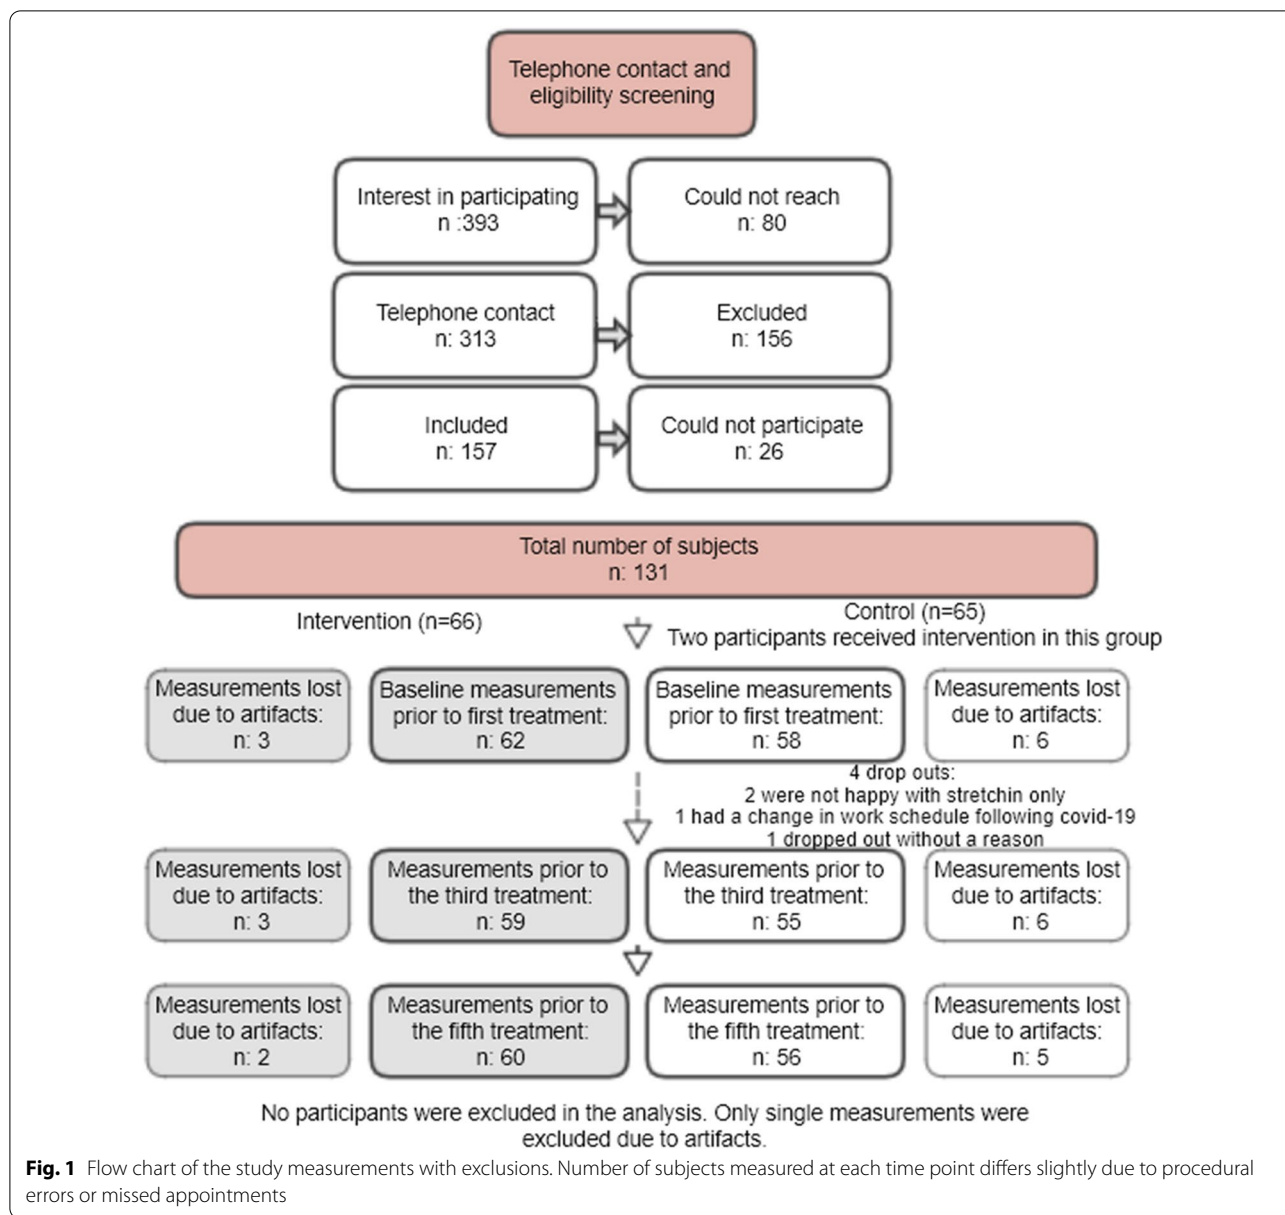 Telephone contact and
eligibility screening
Interest in participating
n :393
Could not reach
n: 80
Telephone contact
n: 313
Excluded
n: 156
Included
n: 157
Could not participate
n: 26
Total number of subjects
n: 131
Intervention (n=66)
Control (n=65)
Two participants received intervention in this group
Measurements lost
due to artifacts:
n: 3
Baseline measurements
prior to first treatment:
n: 62
Baseline measurements
prior to first treatment:
n: 58
Measurements lost
due to artifacts:
n: 6
4 drop outs:
2 were not happy with stretchin only
1 had a change in work schedule following covid-19
1 dropped out without a reason
Measurements lost
due to artifacts:
n: 3
Measurements prior to
the third treatment:
n: 59
Measurements prior to
the third treatment:
n: 55
Measurements lost
due to artifacts:
n: 6
Measurements lost
due to artifacts:
n: 2
Measurements prior to
the fifth treatment:
n: 60
Measurements prior to
the fifth treatment:
n: 56
Measurements lost
due to artifacts:
n: 5
No participants were excluded in the analysis. Only single measurements were
excluded due to artifacts.
Fig. 1 Flow chart of the study measurements with exclusions. Number of subjects measured at each time point differs slightly due to procedural
errors or missed appointments